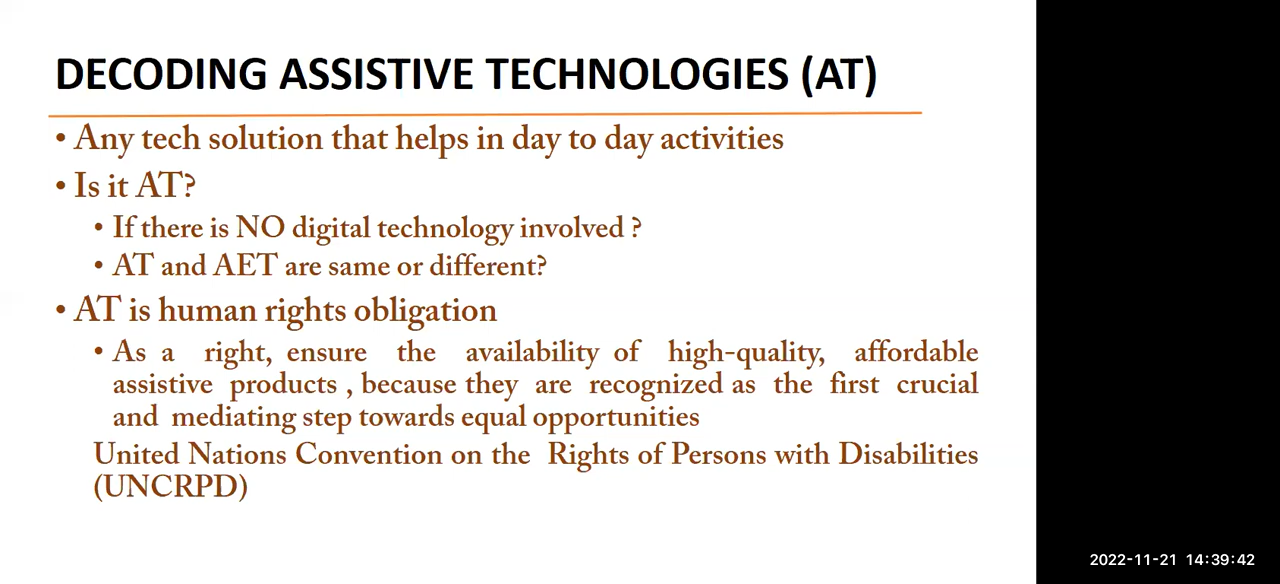 DECODING ASSISTIVE TECHNOLOGIES (AT)
• Any tech solution that helps in day to day activities
• Is it AT?
• If there is NO digital technology involved ?
• AT and AET are same or different?
• AT is human rights obligation
• As a right, ensure the availability of high-quality, affordable
assistive products , because they are recognized as the first crucial
and mediating step towards equal opportunities
United Nations Convention on the Rights of Persons with Disabilities
(UNCRPD)
2022-11-21 14:39:42